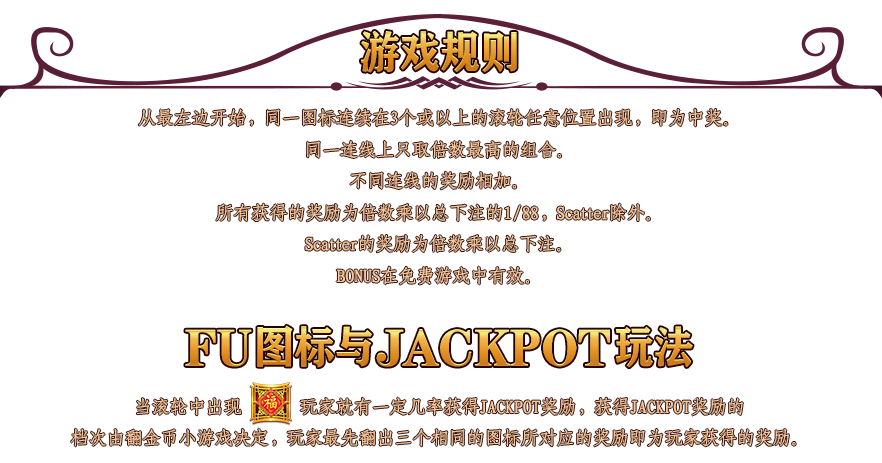 游戏规则
从最左边开始，同一图标连续在3个或以上的滚轮任意位置出现，即为中奖。
同一连线上只取倍数最高的组合。
不同连线的奖励相加。
所有获得的奖励为倍数乘以总下注的1/88，Scatter除外。
Scatter的奖励为倍数乘以总下注。
BONUS在免费游戏中有效。
FU图标与JACKPOT玩法
当滚轮中出现 福 玩家就有一定几率获得JACKPOT奖励，获得JACKPOT奖励的
档次由翻金币小游戏决定，玩家最先翻出三个相同的图标所对应的奖励即为玩家获得的奖励。